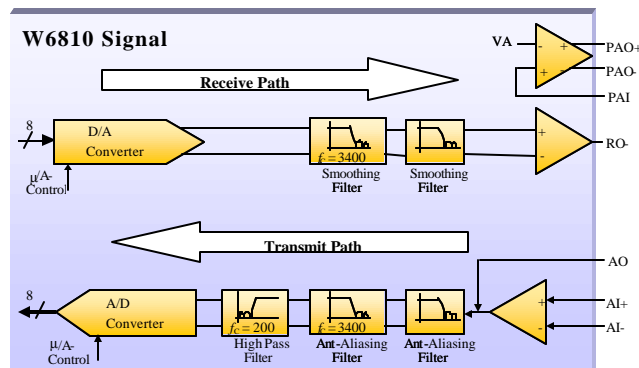 W6810 Signal
VA
- +
+ -
PAO+
PAO-
PAI
Receive Path
8
D/A
Converter
μ/A-
Control
fc = 3400
Smoothing
Filter
Smoothing
Filter
+
-
RO-
Transmit Path
AO
8
A/D
Converter
μ/A-
Control
fC = 200
High Pass
Filter
fc = 3400
Ant-Aliasing
Filter
Ant-Aliasing
Filter
+
-
AI+
AI-